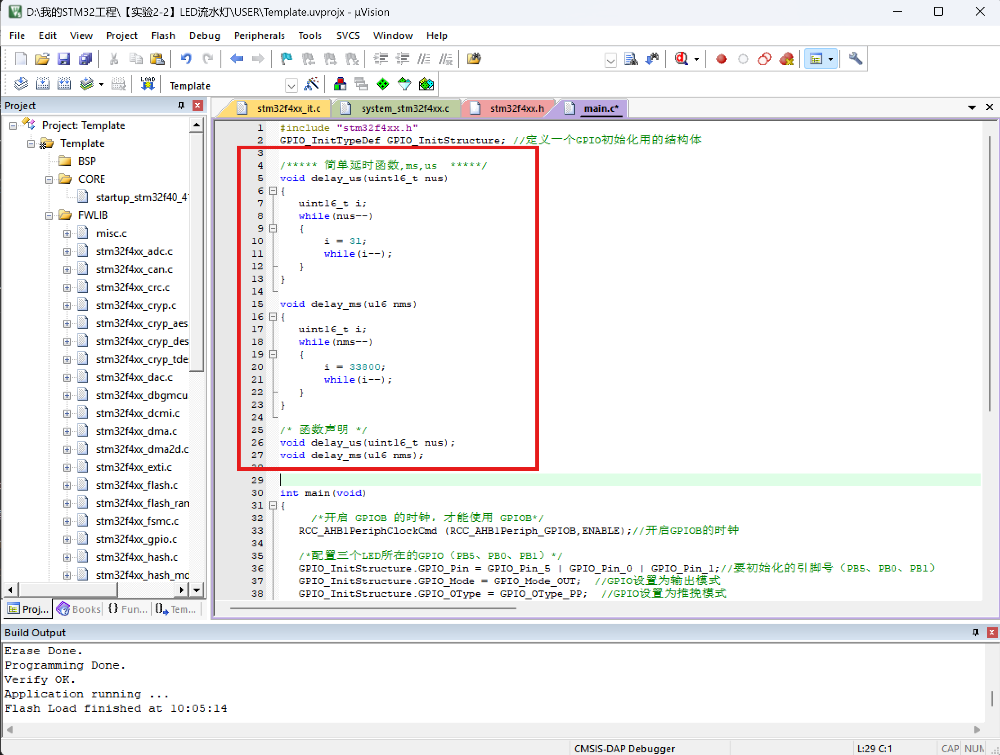 D:\我的STM32工程\【实验2-2】LED流水灯\USER\Template.uvprojx - µVision
File Edit View Project Flash Debug Peripherals Tools SVCS Window Help
LOAD Template
Project
Project: Template
Template
BSP
CORE
startup_stm32f40_4
FWLIB
misc.c
stm32f4xx_adc.c
stm32f4xx_can.c
stm32f4xx_crc.c
stm32f4xx_cryp.c
stm32f4xx_cryp_aes
stm32f4xx_cryp_des
stm32f4xx_cryp_tde
stm32f4xx_dac.c
stm32f4xx_dbgmcu
stm32f4xx_dcmi.c
stm32f4xx_dma.c
stm32f4xx_dma2d.c
stm32f4xx_exti.c
stm32f4xx_flash.c
stm32f4xx_flash_ran
stm32f4xx_fsmc.c
stm32f4xx_gpio.c
stm32f4xx_hash.c
stm32f4xx_hash_mc
Proj... Books {} Fun... Tem...
stm32f4xx_it.c system_stm32f4xx.c stm32f4xx.h main.c*
1 #include "stm32f4xx.h"
2 GPIO_InitTypeDef GPIO_InitStructure; //定义一个GPIO初始化用的结构体
3
4 /***** 简单延时函数,ms,us *****/
5 void delay_us(uint16_t nus)
6 {
7 uint16_t i;
8 while(nus--)
9 {
10 i = 31;
11 while(i--);
12 }
13 }
14
15 void delay_ms(u16 nms)
16 {
17 uint16_t i;
18 while(nms--)
19 {
20 i = 33800;
21 while(i--);
22 }
23 }
24
25 /* 函数声明 */
26 void delay_us(uint16_t nus);
27 void delay_ms(u16 nms);
28
29
30 int main(void)
31 {
32 /*开启 GPIOB 的时钟，才能使用 GPIOB*/
33 RCC_AHB1PeriphClockCmd (RCC_AHB1Periph_GPIOB,ENABLE);//开启GPIOB的时钟
34
35 /*配置三个LED所在的GPIO（PB5、PB0、PB1）*/
36 GPIO_InitStructure.GPIO_Pin = GPIO_Pin_5 | GPIO_Pin_0 | GPIO_Pin_1;//要初始化的引脚号（PB5、PB0、PB1）
37 GPIO_InitStructure.GPIO_Mode = GPIO_Mode_OUT; //GPIO设置为输出模式
38 GPIO_InitStructure.GPIO_OType = GPIO_OType_PP; //GPIO设置为推挽模式
Build Output
Erase Done.
Programming Done.
Verify OK.
Application running ...
Flash Load finished at 10:05:14
CMSIS-DAP Debugger L:29 C:1 CAP NUM